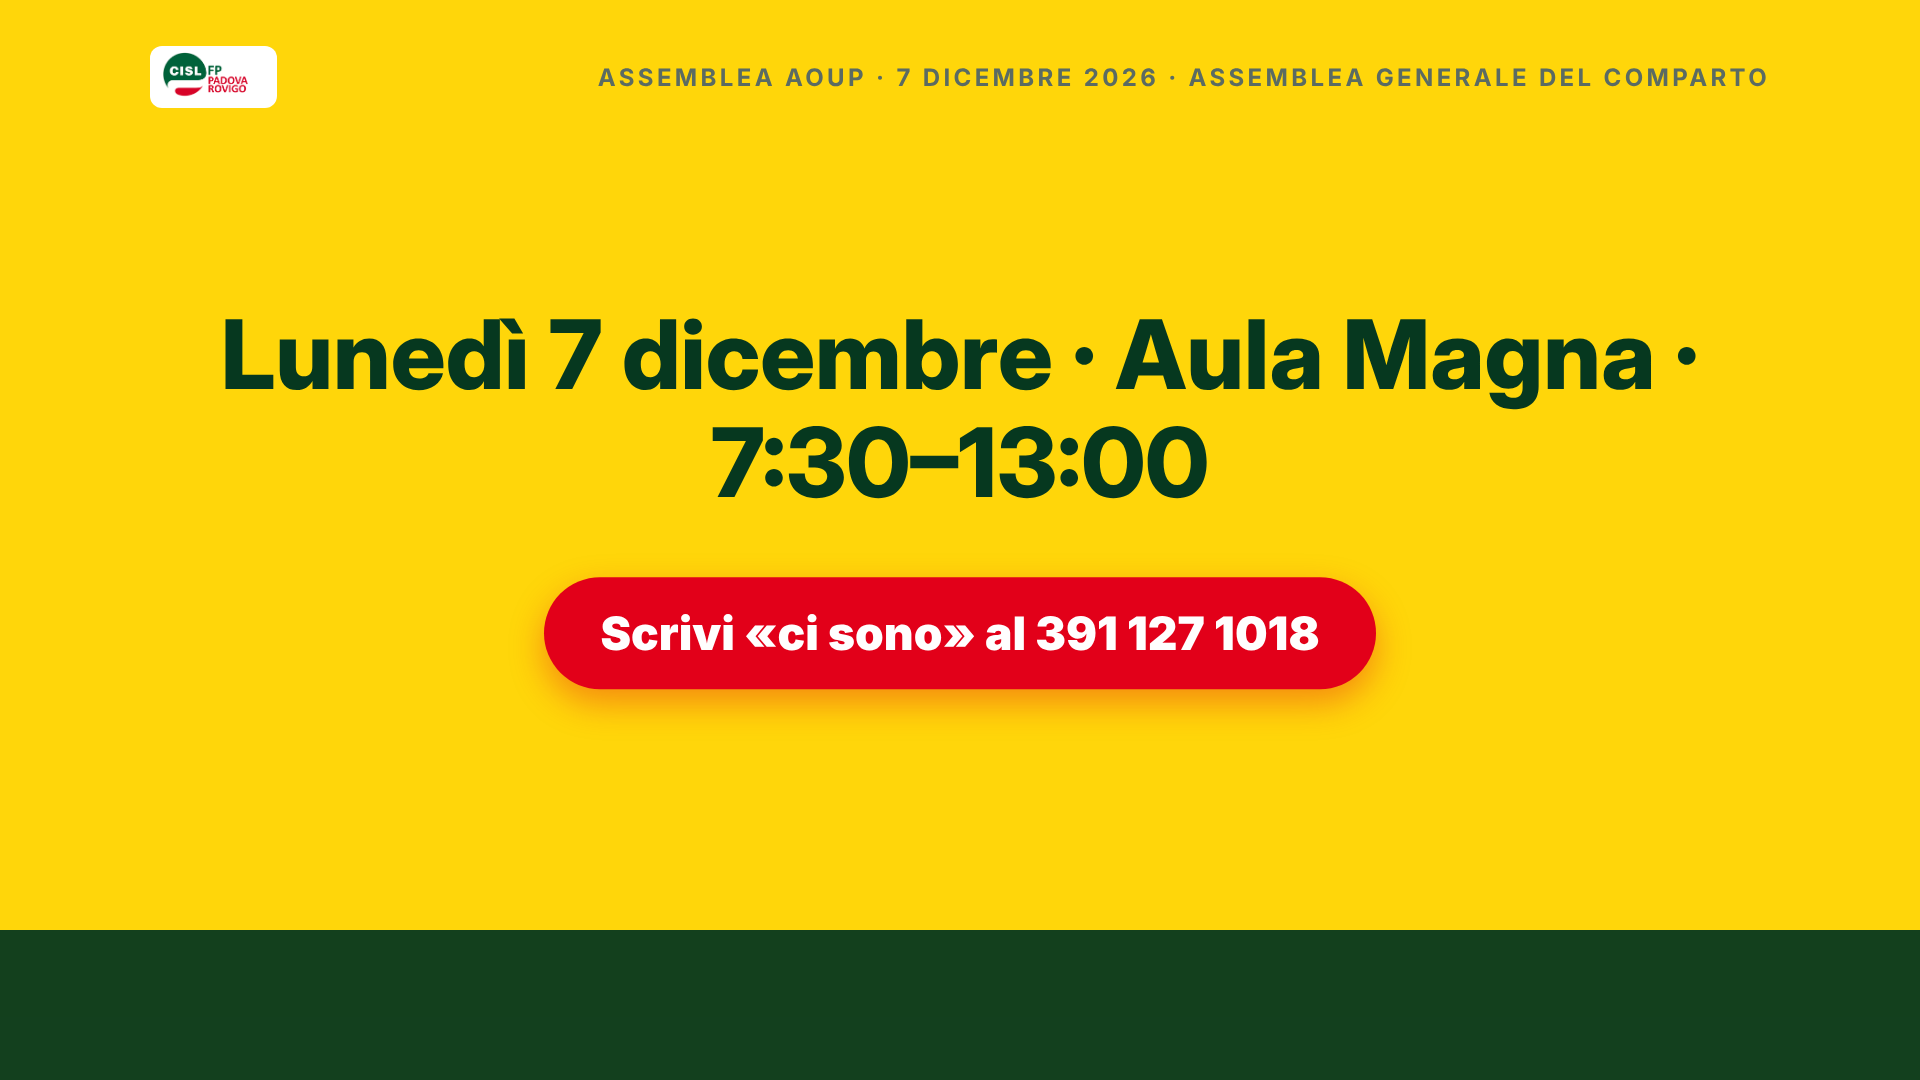 CISL FP
PADOVA
ROVIGO
ASSEMBLEA AOUP · 7 DICEMBRE 2026 · ASSEMBLEA GENERALE DEL COMPARTO
Lunedì 7 dicembre · Aula Magna ·
7:30–13:00
Scrivi «ci sono» al 391 127 1018